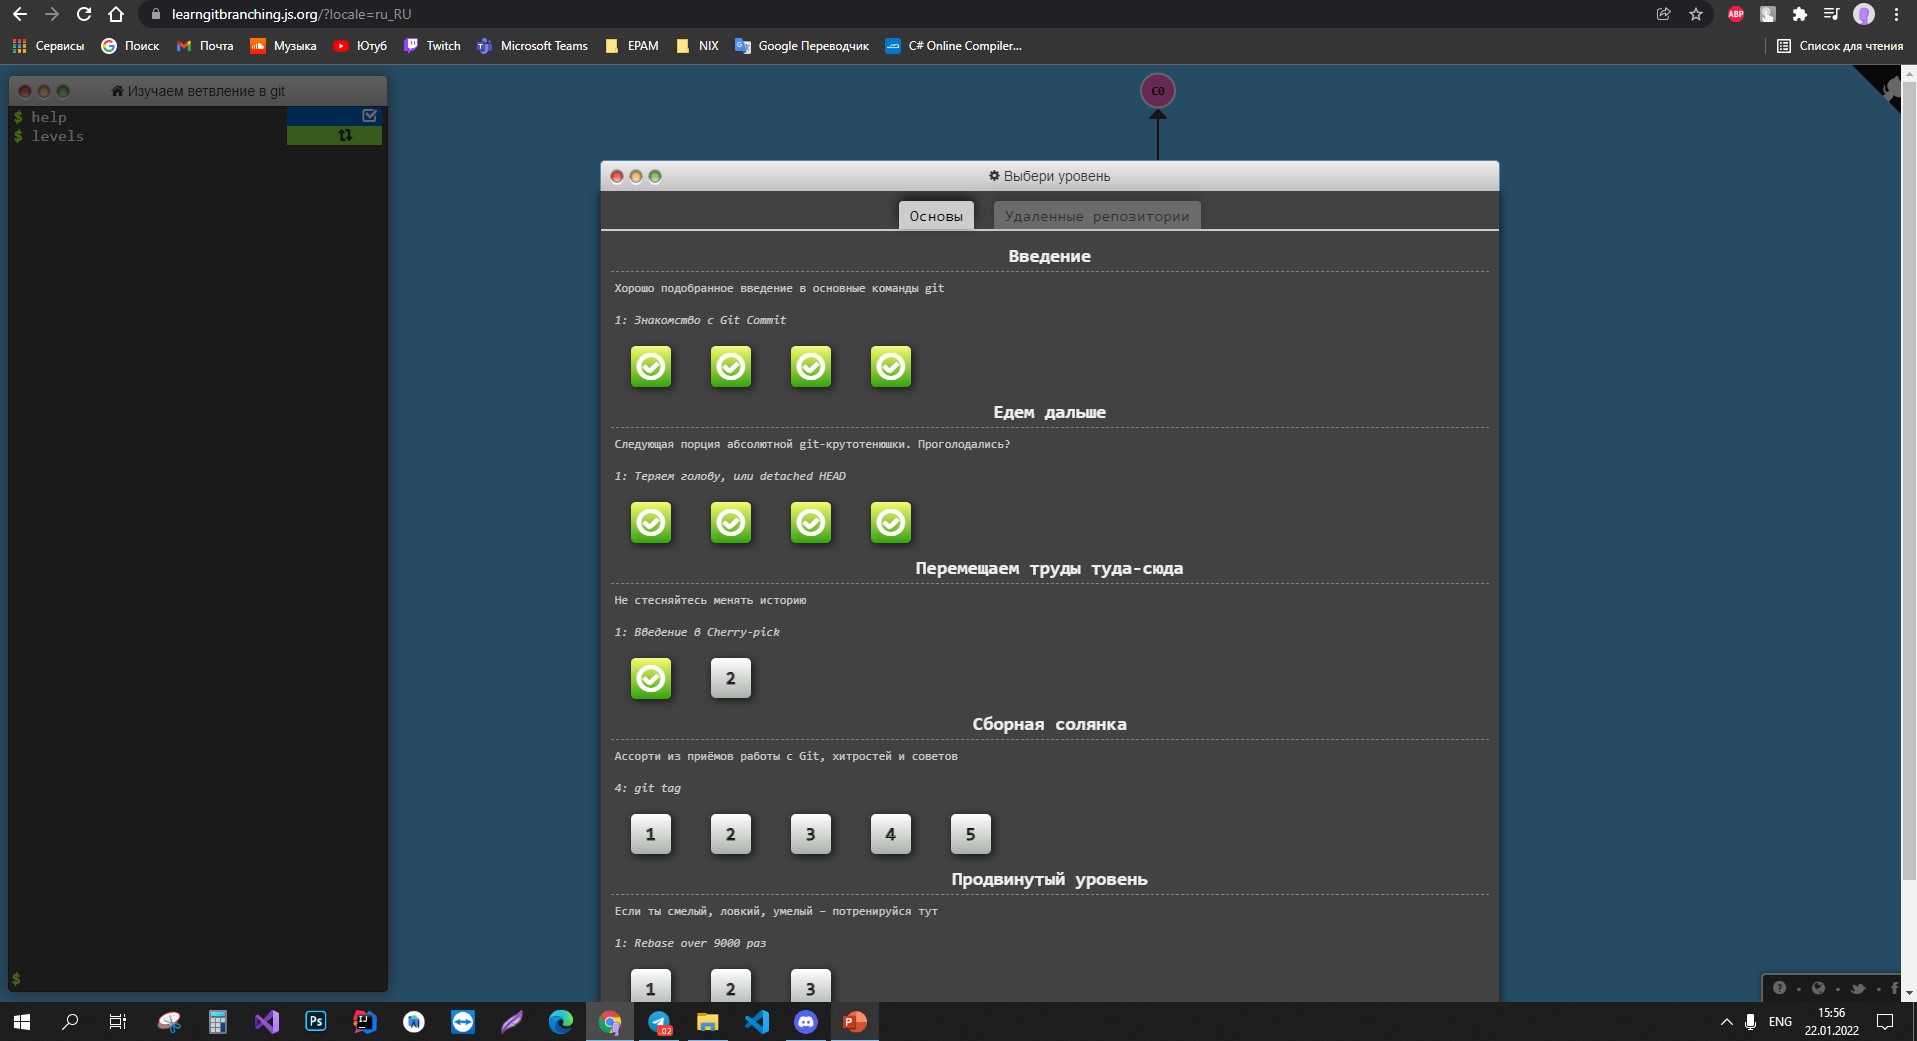 learngitbranching.js.org/?locale=ru_RU
ABP
Сервисы Поиск Почта Музыка Ютуб Twitch Microsoft Teams EPAM NIX Google Переводчик C# Online Compiler... Список для чтения
Изучаем ветвление в git
$ help
$ levels
C0
Выбери уровень
Основы Удаленные репозитории
Введение
Хорошо подобранное введение в основные команды git
1: Знакомство с Git Commit
Едем дальше
Следующая порция абсолютной git-крутотенюшки. Проголодались?
1: Теряем голову, или detached HEAD
Перемещаем труды туда-сюда
Не стесняйтесь менять историю
1: Введение в Cherry-pick
2
Сборная солянка
Ассорти из приёмов работы с Git, хитростей и советов
4: git tag
1 2 3 4 5
Продвинутый уровень
Если ты смелый, ловкий, умелый – потренируйся тут
1: Rebase over 9000 раз
1 2 3
$
Ps
IJ
02
P
ENG
15:56
22.01.2022